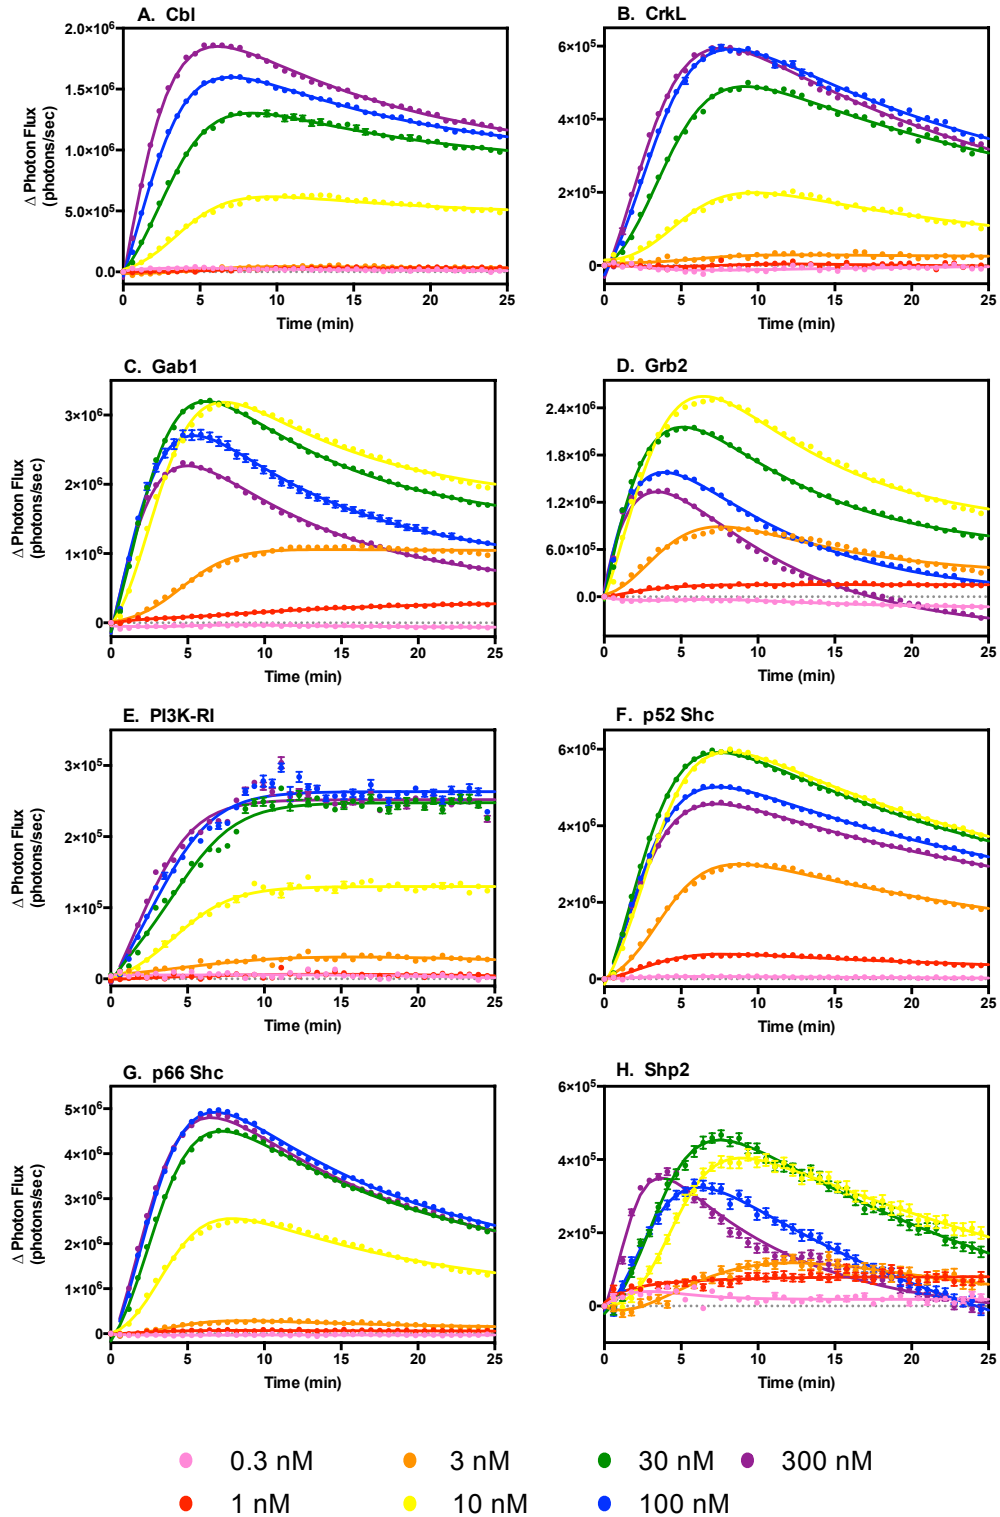 A. Cbl
Δ Photon Flux
(photons/sec)
2.0×10⁶
1.5×10⁶
1.0×10⁶
5.0×10⁵
0.0
0 5 10 15 20 25
Time (min)
B. CrkL
6×10⁵
4×10⁵
2×10⁵
0
0 5 10 15 20 25
Time (min)
C. Gab1
Δ Photon Flux
(photons/sec)
3×10⁶
2×10⁶
1×10⁶
0
0 5 10 15 20 25
Time (min)
D. Grb2
2.4×10⁶
1.8×10⁶
1.2×10⁶
6.0×10⁵
0.0
0 5 10 15 20 25
Time (min)
E. PI3K-RI
Δ Photon Flux
(photons/sec)
3×10⁵
2×10⁵
1×10⁵
0
0 5 10 15 20 25
Time (min)
F. p52 Shc
6×10⁶
4×10⁶
2×10⁶
0
0 5 10 15 20 25
Time (min)
G. p66 Shc
Δ Photon Flux
(photons/sec)
5×10⁶
4×10⁶
3×10⁶
2×10⁶
1×10⁶
0
0 5 10 15 20 25
Time (min)
H. Shp2
6×10⁵
4×10⁵
2×10⁵
0
0 5 10 15 20 25
Time (min)
0.3 nM 3 nM 30 nM 300 nM
1 nM 10 nM 100 nM